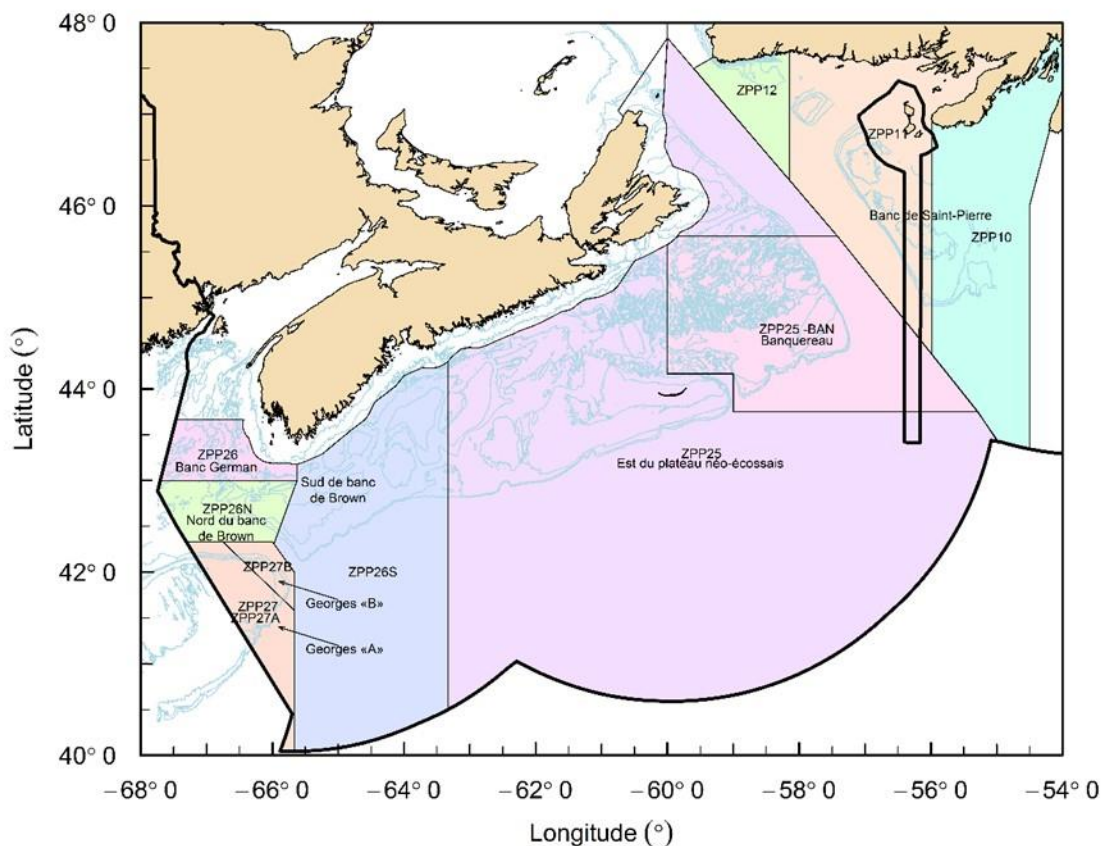 48° 0
46° 0
44° 0
42° 0
40° 0
Latitude (°)
ZPP12
ZPP11
Banc de Saint-Pierre
ZPP10
ZPP25 -BAN
Banquereau
ZPP25
Est du plateau néo-écossais
ZPP26
Banc German
Sud de banc
de Brown
ZPP26N
Nord du banc
de Brown
ZPP27B
ZPP26S
Georges «B»
ZPP27
ZPP27A
Georges «A»
−68° 0
−66° 0
−64° 0
−62° 0
−60° 0
−58° 0
−56° 0
−54° 0
Longitude (°)